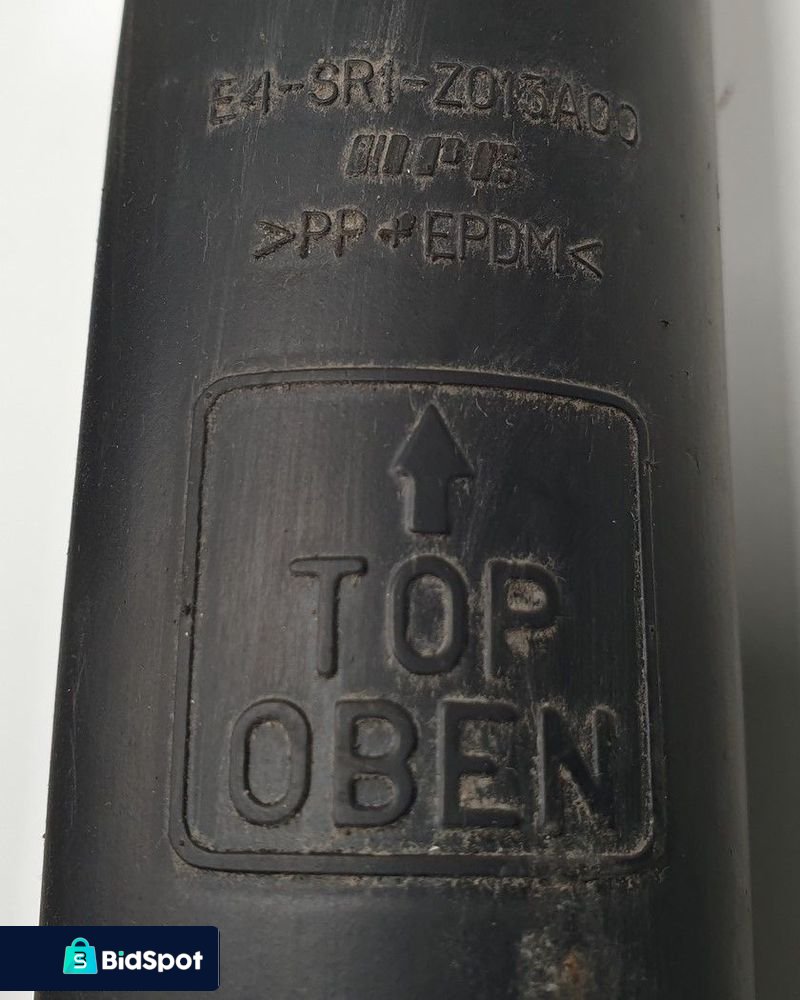 E4-SR1-Z013A00
>PP+EPDM<
TOP
OBEN
BidSpot